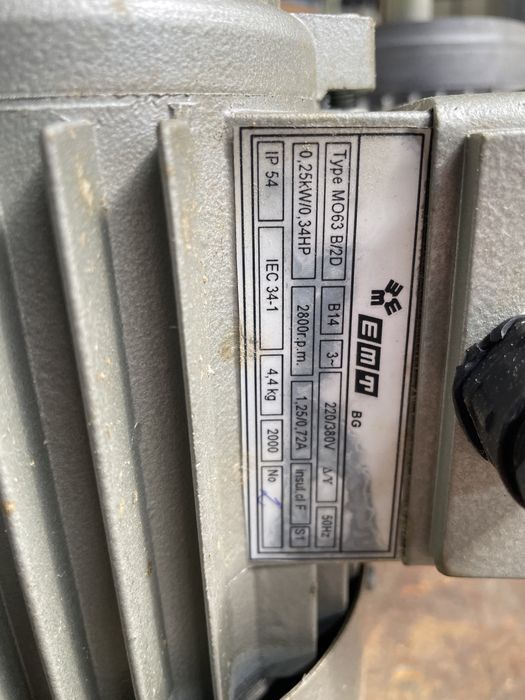 EMT BG
Type MO63 B/2D B14 3~ 220/380V Δ/Y 50Hz
0,25kW/0,34HP 2800r.p.m. 1,25/0,72A insul.cl F S1
IP 54 IEC 34-1 4,4 kg 2000 No